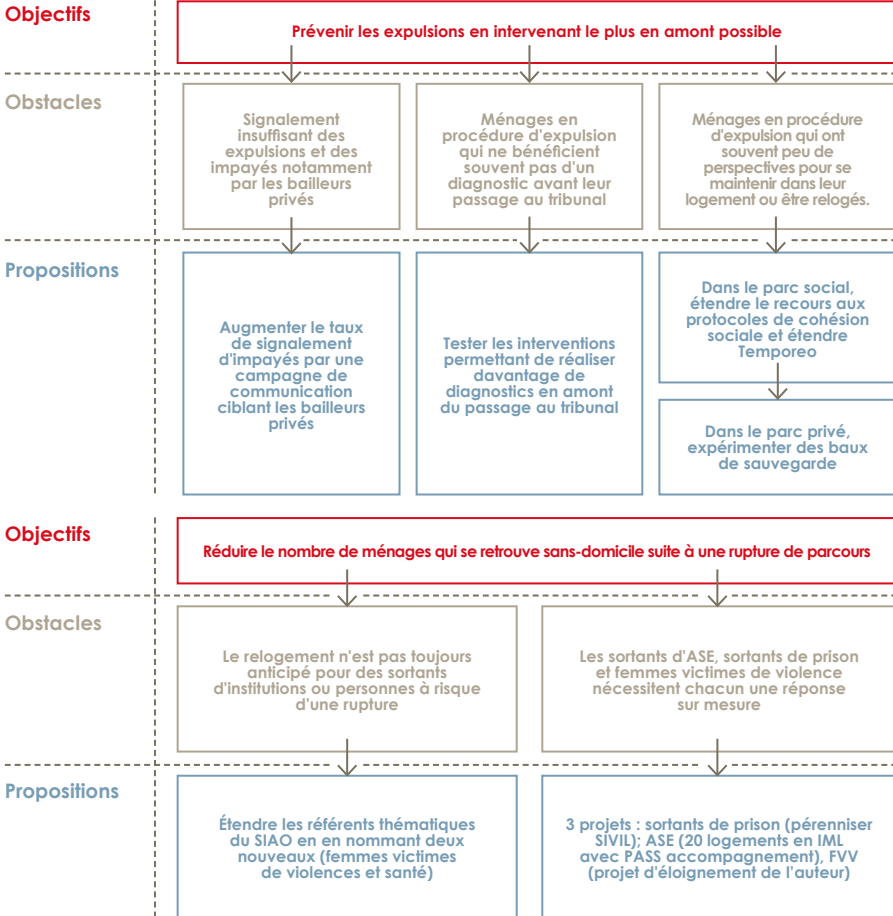 Objectifs
Prévenir les expulsions en intervenant le plus en amont possible
Obstacles
Signalement
insuffisant des
expulsions et des
impayés notamment
par les bailleurs
privés
Ménages en
procédure d'expulsion
qui ne bénéficient
souvent pas d'un
diagnostic avant leur
passage au tribunal
Ménages en procédure
d'expulsion qui ont
souvent peu de
perspectives pour se
maintenir dans leur
logement ou être relogés.
Propositions
Augmenter le taux
de signalement
d'impayés par une
campagne de
communication
ciblant les bailleurs
privés
Tester les interventions
permettant de réaliser
davantage de
diagnostics en amont
du passage au tribunal
Dans le parc social,
étendre le recours aux
protocoles de cohésion
sociale et étendre
Temporeo
Dans le parc privé,
expérimenter des baux
de sauvegarde
Objectifs
Réduire le nombre de ménages qui se retrouve sans-domicile suite à une rupture de parcours
Obstacles
Le relogement n'est pas toujours
anticipé pour des sortants
d'institutions ou personnes à risque
d'une rupture
Les sortants d'ASE, sortants de prison
et femmes victimes de violence
nécessitent chacun une réponse
sur mesure
Propositions
Étendre les référents thématiques
du SIAO en en nommant deux
nouveaux (femmes victimes
de violences et santé)
3 projets : sortants de prison (pérenniser
SIVIL); ASE (20 logements en IML
avec PASS accompagnement), FVV
(projet d'éloignement de l'auteur)